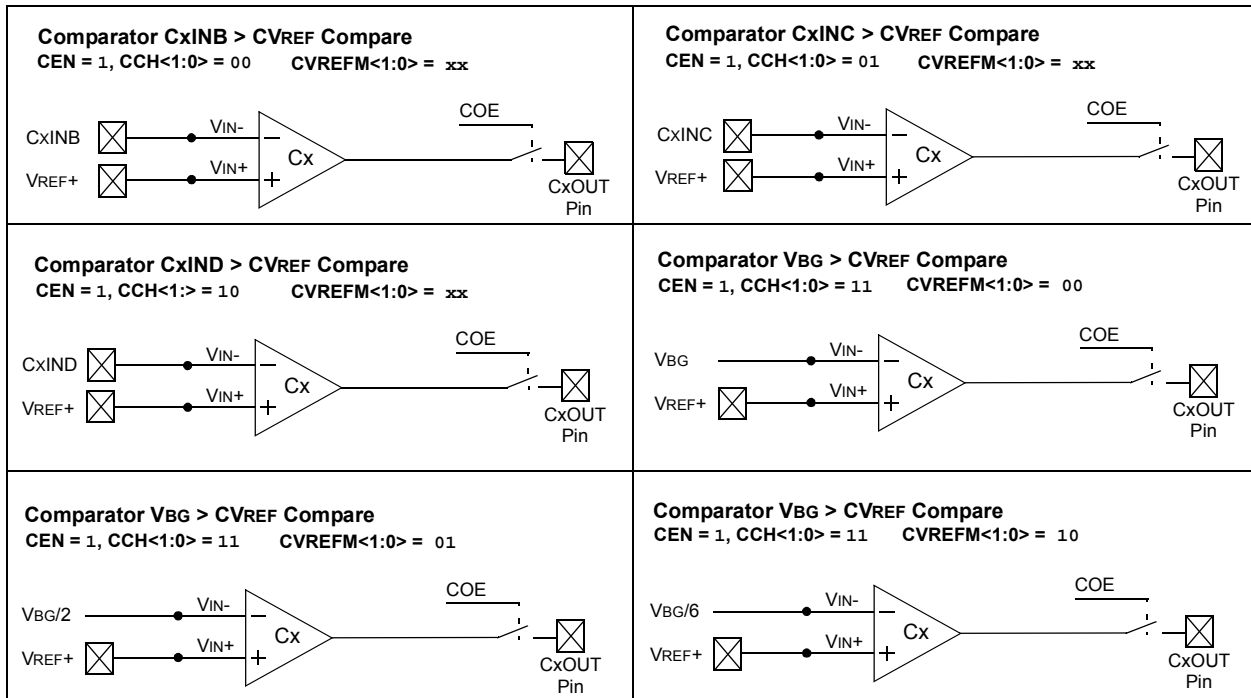 Comparator CxINB > CVREF Compare
CEN = 1, CCH<1:0> = 00 CVREFM<1:0> = xx
COE
CxINB
VIN-
−
Cx
VREF+
VIN+
+
CxOUT
Pin
Comparator CxINC > CVREF Compare
CEN = 1, CCH<1:0> = 01 CVREFM<1:0> = xx
COE
CxINC
VIN-
−
Cx
VREF+
VIN+
+
CxOUT
Pin
Comparator CxIND > CVREF Compare
CEN = 1, CCH<1:> = 10 CVREFM<1:0> = xx
COE
CxIND
VIN-
−
Cx
VREF+
VIN+
+
CxOUT
Pin
Comparator VBG > CVREF Compare
CEN = 1, CCH<1:0> = 11 CVREFM<1:0> = 00
COE
VBG
VIN-
−
Cx
VREF+
VIN+
+
CxOUT
Pin
Comparator VBG > CVREF Compare
CEN = 1, CCH<1:0> = 11 CVREFM<1:0> = 01
COE
VBG/2
VIN-
−
Cx
VREF+
VIN+
+
CxOUT
Pin
Comparator VBG > CVREF Compare
CEN = 1, CCH<1:0> = 11 CVREFM<1:0> = 10
COE
VBG/6
VIN-
−
Cx
VREF+
VIN+
+
CxOUT
Pin